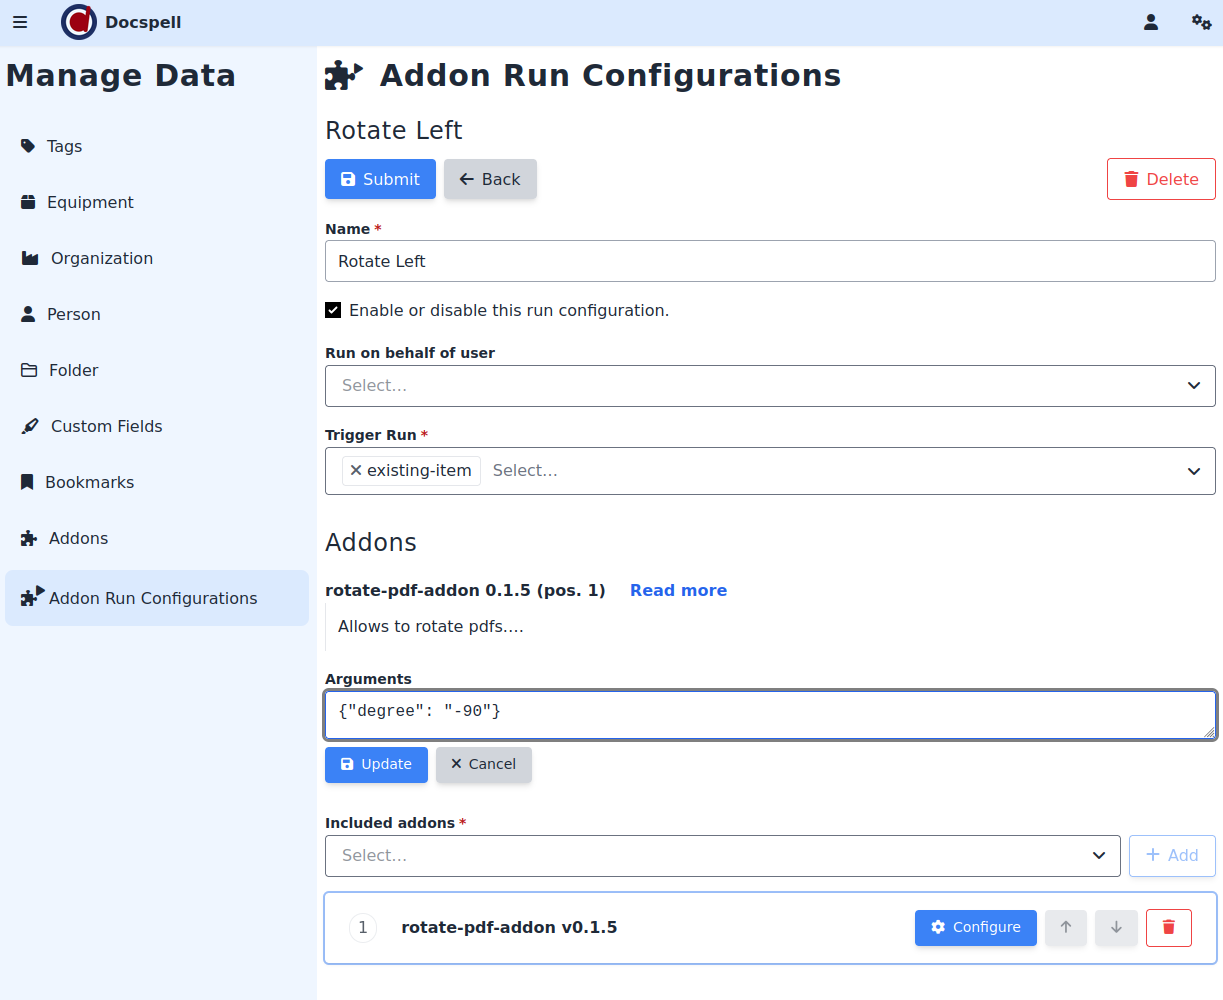 Docspell
Manage Data
Tags
Equipment
Organization
Person
Folder
Custom Fields
Bookmarks
Addons
Addon Run Configurations
Addon Run Configurations
Rotate Left
Submit
Back
Delete
Name *
Rotate Left
Enable or disable this run configuration.
Run on behalf of user
Select...
Trigger Run *
existing-item Select...
Addons
rotate-pdf-addon 0.1.5 (pos. 1) Read more
Allows to rotate pdfs....
Arguments
{"degree": "-90"}
Update
Cancel
Included addons *
Select...
Add
1 rotate-pdf-addon v0.1.5 Configure